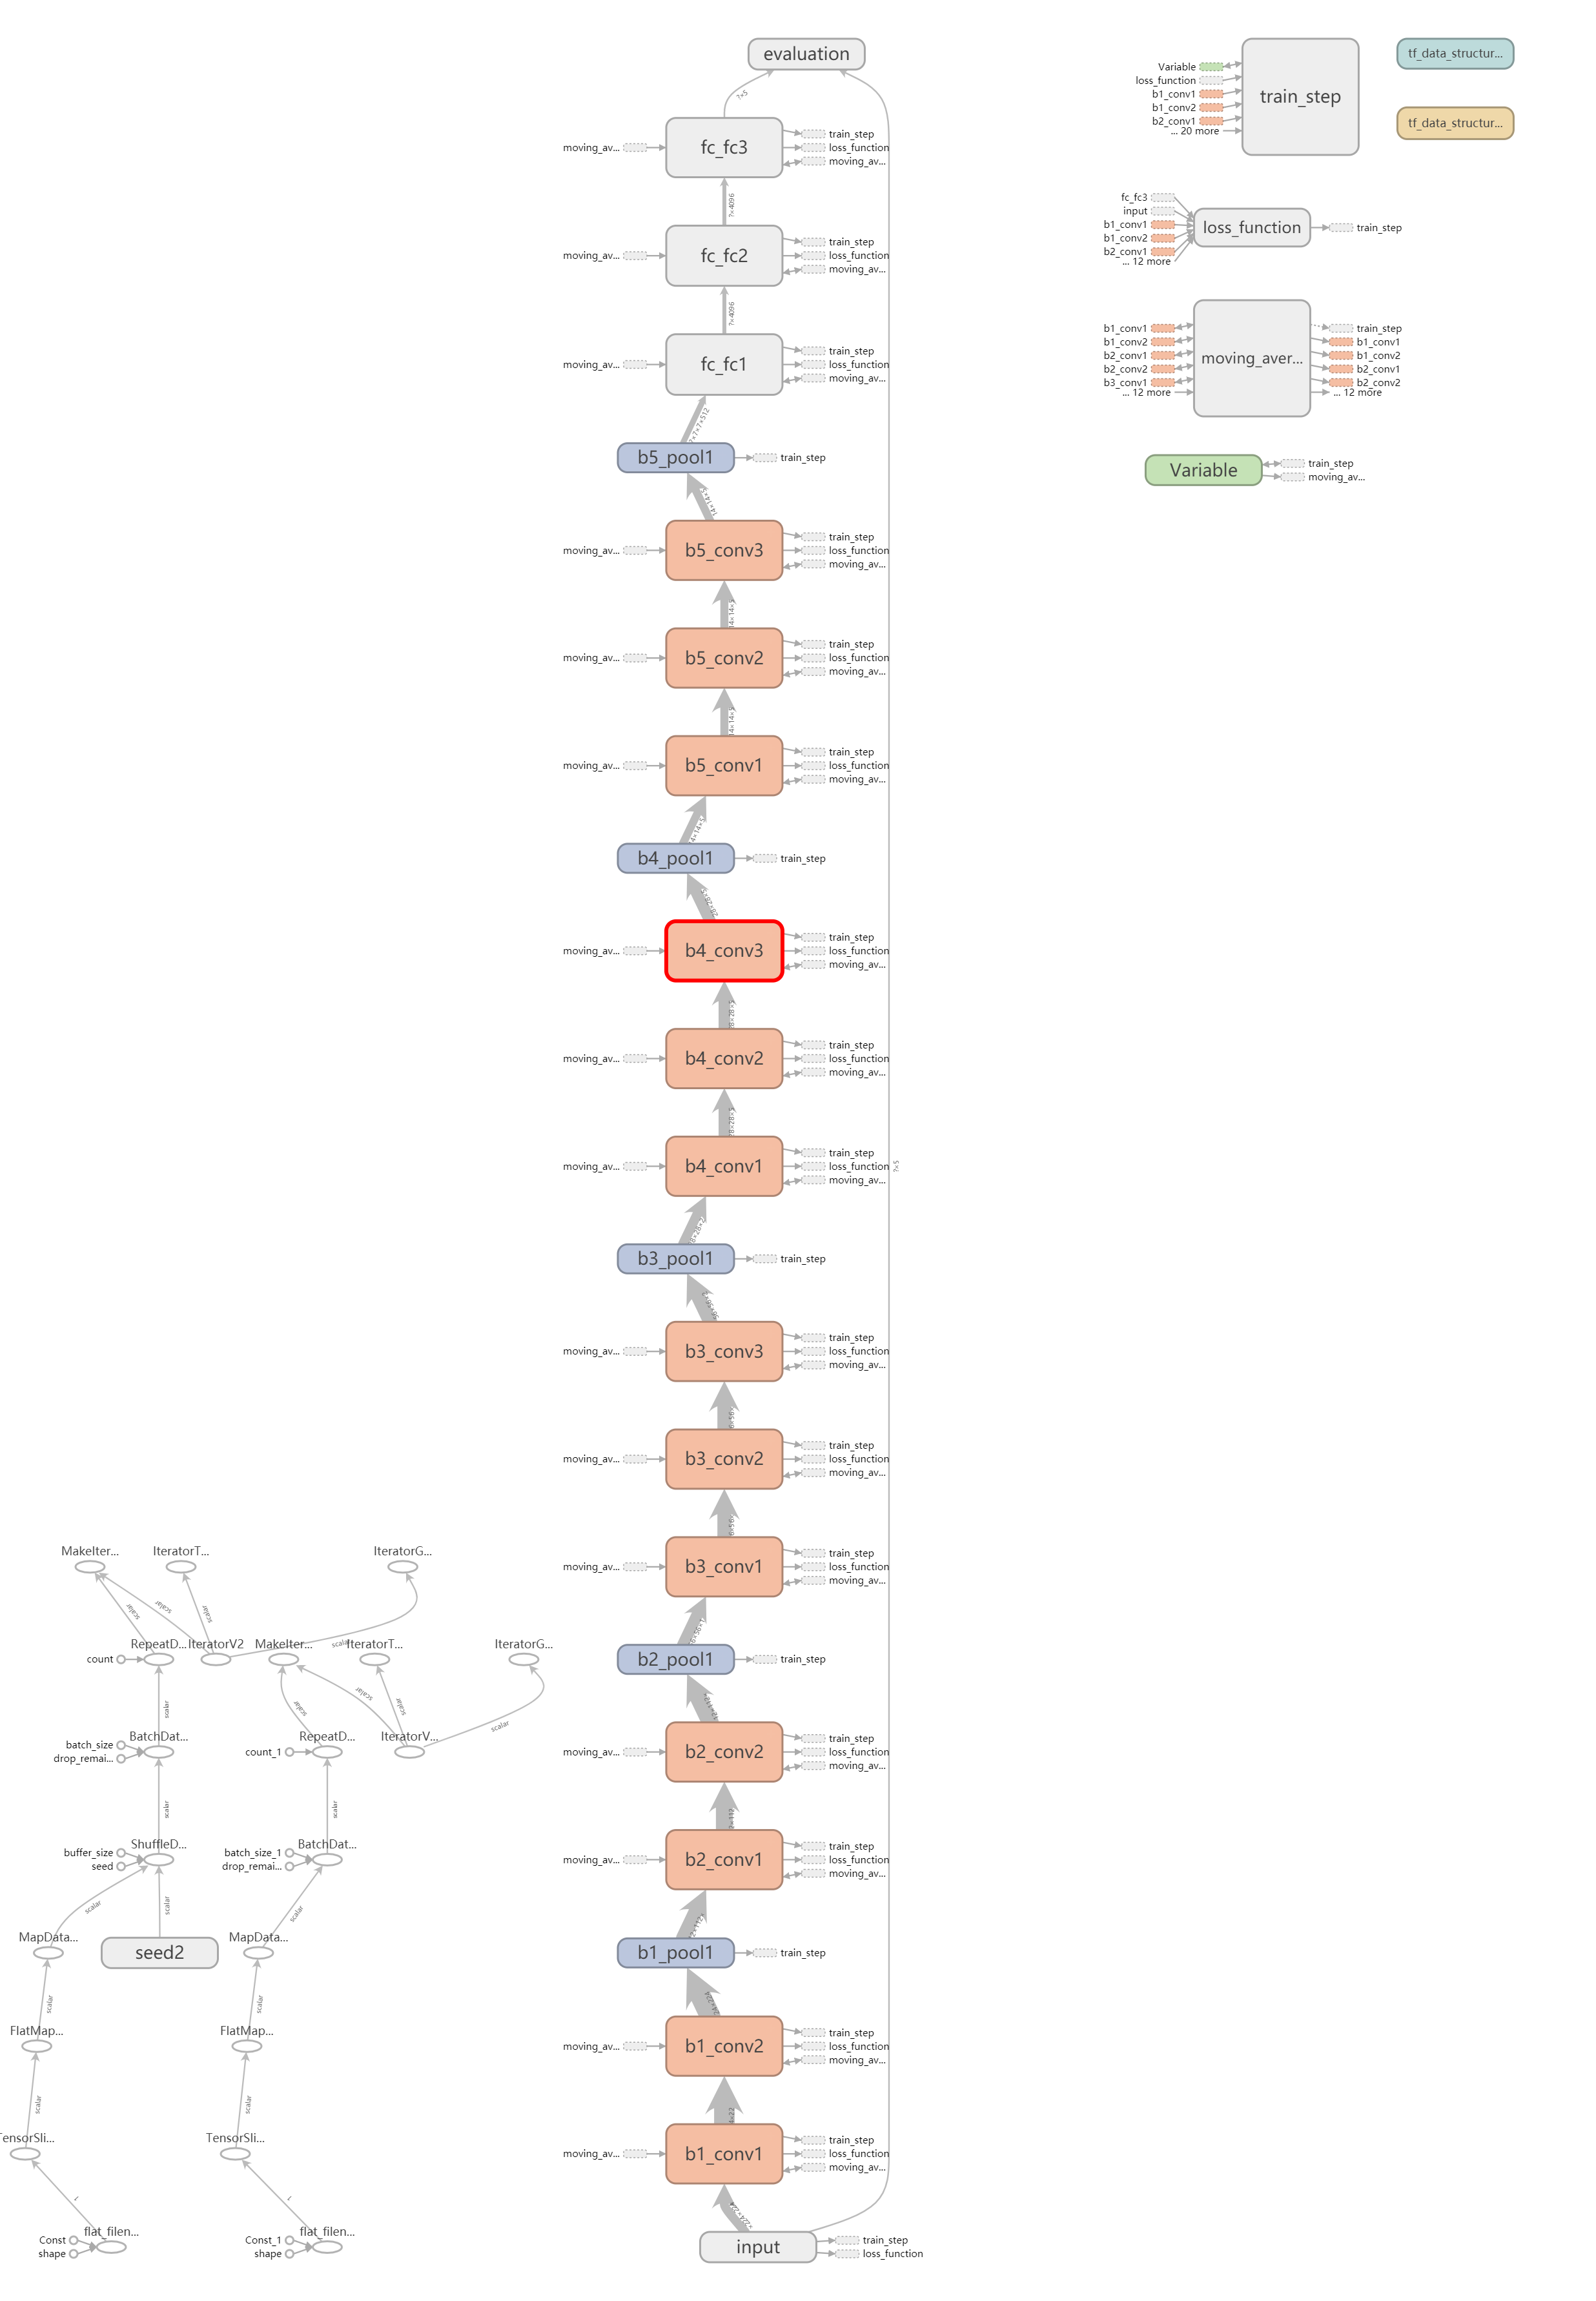 evaluation
?×5
fc_fc3
moving_av...
train_step
loss_function
moving_av...
?×4096
fc_fc2
moving_av...
train_step
loss_function
moving_av...
?×4096
fc_fc1
moving_av...
train_step
loss_function
moving_av...
?×7×7×512
b5_pool1
train_step
b5_conv3
moving_av...
train_step
loss_function
moving_av...
14×14×5
b5_conv2
moving_av...
train_step
loss_function
moving_av...
14×14×5
b5_conv1
moving_av...
train_step
loss_function
moving_av...
b4_pool1
train_step
b4_conv3
moving_av...
train_step
loss_function
moving_av...
b4_conv2
moving_av...
train_step
loss_function
moving_av...
b4_conv1
moving_av...
train_step
loss_function
moving_av...
?×5
b3_pool1
train_step
b3_conv3
moving_av...
train_step
loss_function
moving_av...
b3_conv2
moving_av...
train_step
loss_function
moving_av...
b3_conv1
moving_av...
train_step
loss_function
moving_av...
b2_pool1
train_step
b2_conv2
moving_av...
train_step
loss_function
moving_av...
b2_conv1
moving_av...
train_step
loss_function
moving_av...
b1_pool1
train_step
b1_conv2
moving_av...
train_step
loss_function
moving_av...
b1_conv1
moving_av...
train_step
loss_function
moving_av...
input
train_step
loss_function
Variable
loss_function
b1_conv1
b1_conv2
b2_conv1
... 20 more
train_step
tf_data_structur...
tf_data_structur...
fc_fc3
input
b1_conv1
b1_conv2
b2_conv1
... 12 more
loss_function
train_step
b1_conv1
b1_conv2
b2_conv1
b2_conv2
b3_conv1
... 12 more
moving_aver...
train_step
b1_conv1
b1_conv2
b2_conv1
b2_conv2
... 12 more
Variable
train_step
moving_av...
MakeIter...
IteratorT...
IteratorG...
scalar
scalar
scalar
scalar
count
RepeatD...
IteratorV2
MakeIter...
IteratorT...
IteratorG...
scalar
scalar
scalar
scalar
scalar
batch_size
drop_remai...
BatchDat...
count_1
RepeatD...
IteratorV...
scalar
scalar
buffer_size
seed
ShuffleD...
batch_size_1
drop_remai...
BatchDat...
scalar
scalar
scalar
MapData...
seed2
MapData...
scalar
scalar
FlatMap...
FlatMap...
scalar
scalar
TensorSli...
TensorSli...
Const
shape
flat_filen...
Const_1
shape
flat_filen...